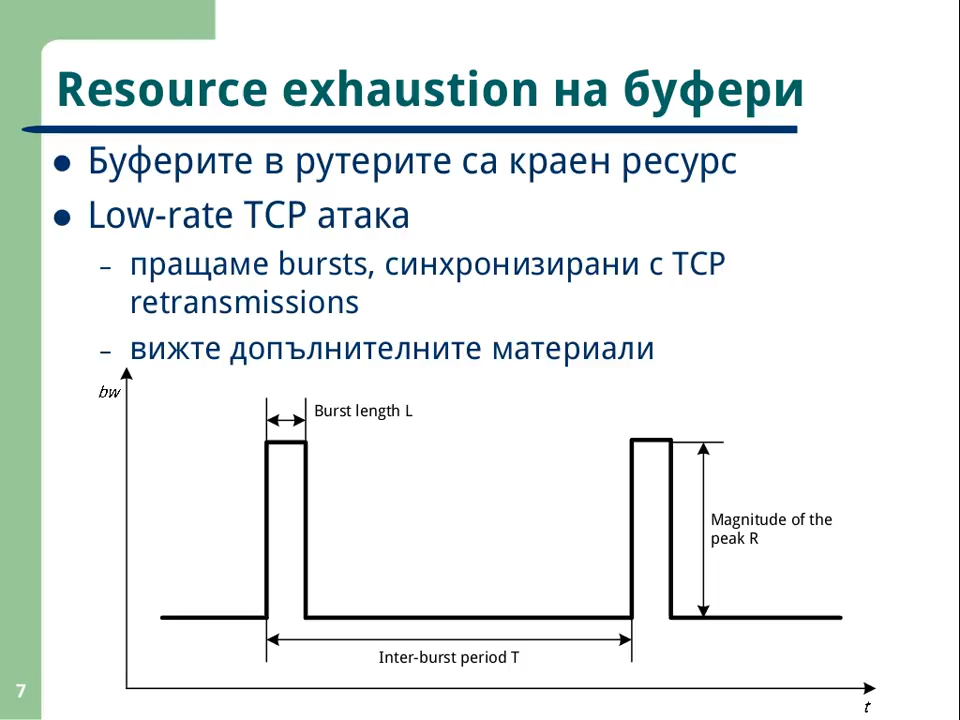 Resource exhaustion на буфери
Буферите в рутерите са краен ресурс
Low-rate TCP атака
– пращаме bursts, синхронизирани с TCP
retransmissions
– вижте допълнителните материали
bw
Burst length L
Magnitude of the
peak R
Inter-burst period T
7
t